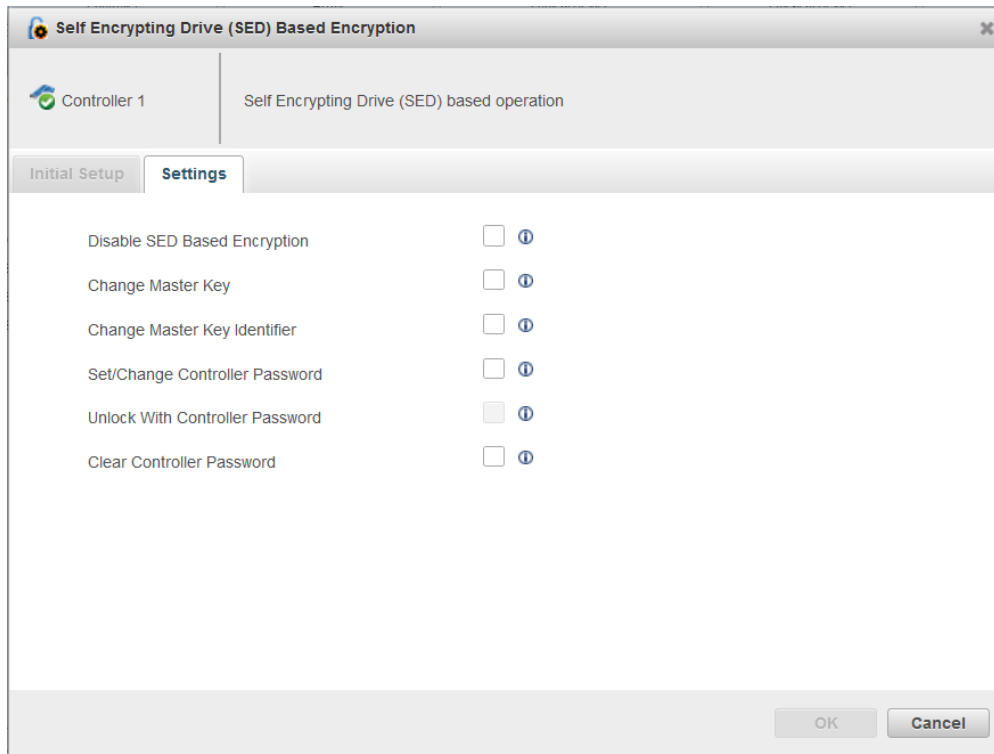 Self Encrypting Drive (SED) Based Encryption
Controller 1
Self Encrypting Drive (SED) based operation
Initial Setup
Settings
Disable SED Based Encryption
Change Master Key
Change Master Key Identifier
Set/Change Controller Password
Unlock With Controller Password
Clear Controller Password
OK
Cancel